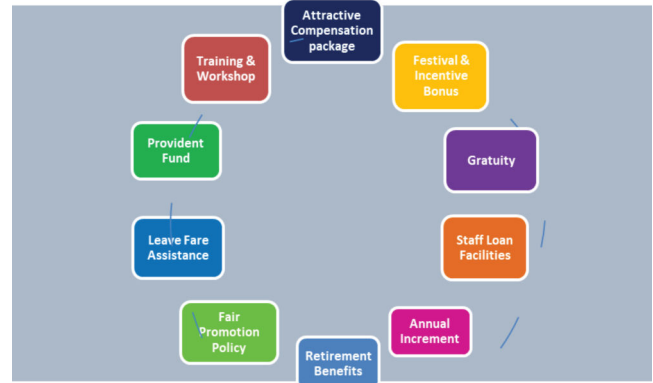 Attractive
Compensation
package
Festival &
Incentive
Bonus
Gratuity
Staff Loan
Facilities
Annual
Increment
Retirement
Benefits
Fair
Promotion
Policy
Leave Fare
Assistance
Provident
Fund
Training &
Workshop